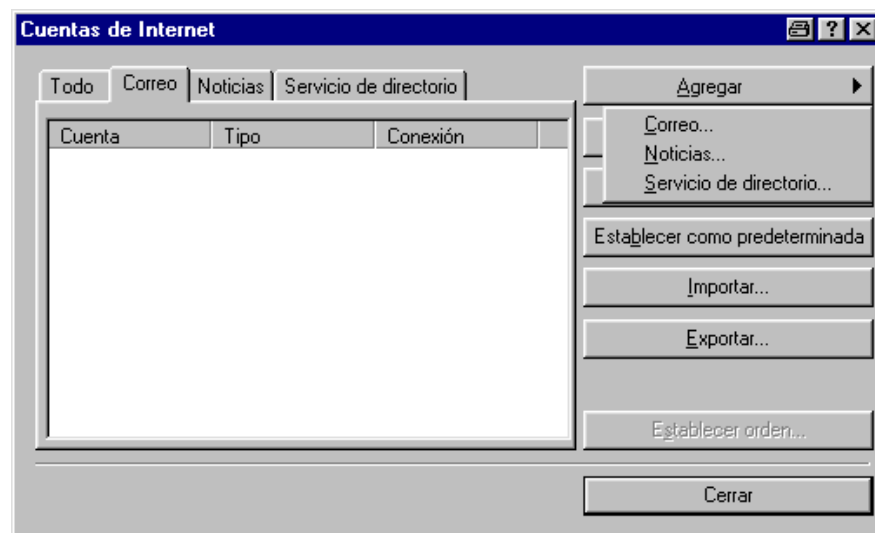 Cuentas de Internet
Todo Correo Noticias Servicio de directorio
Cuenta Tipo Conexión
Agregar
Correo...
Noticias...
Servicio de directorio...
Establecer como predeterminada
Importar...
Exportar...
Establecer orden...
Cerrar